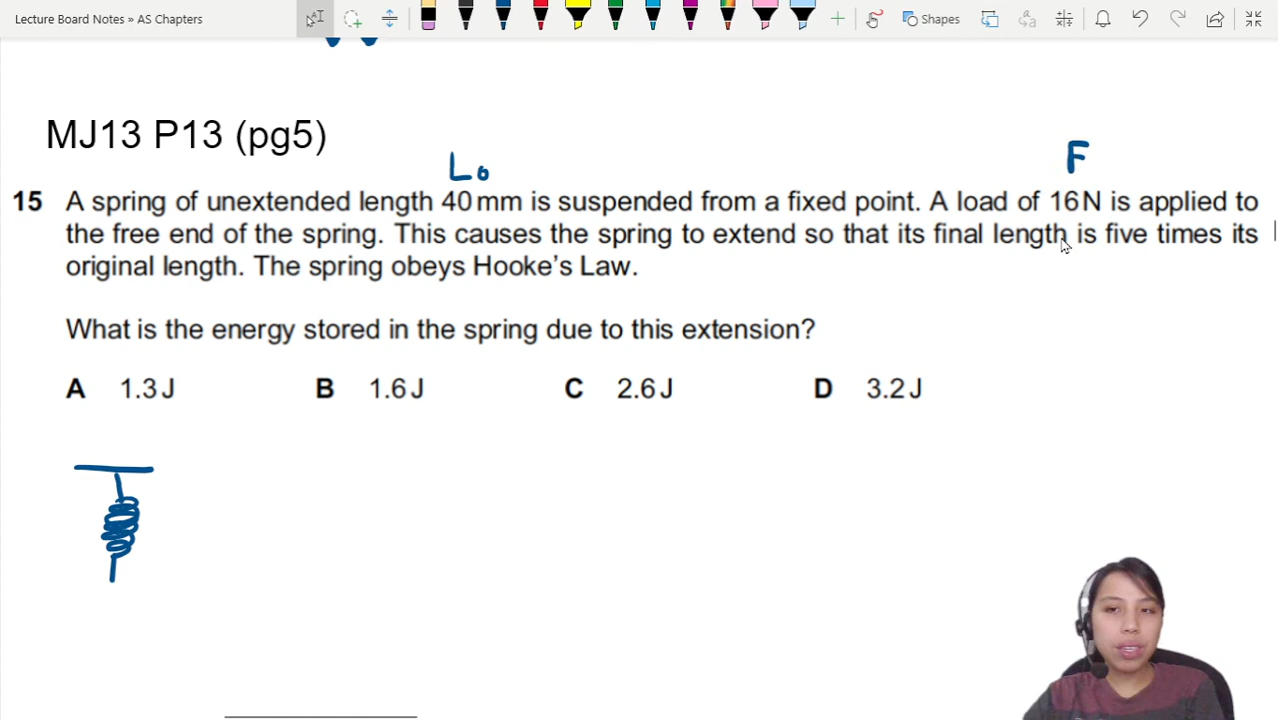 Lecture Board Notes » AS Chapters
Shapes
MJ13 P13 (pg5)
L₀
F
15 A spring of unextended length 40 mm is suspended from a fixed point. A load of 16 N is applied to
the free end of the spring. This causes the spring to extend so that its final length is five times its
original length. The spring obeys Hooke's Law.
What is the energy stored in the spring due to this extension?
A 1.3 J B 1.6 J C 2.6 J D 3.2 J